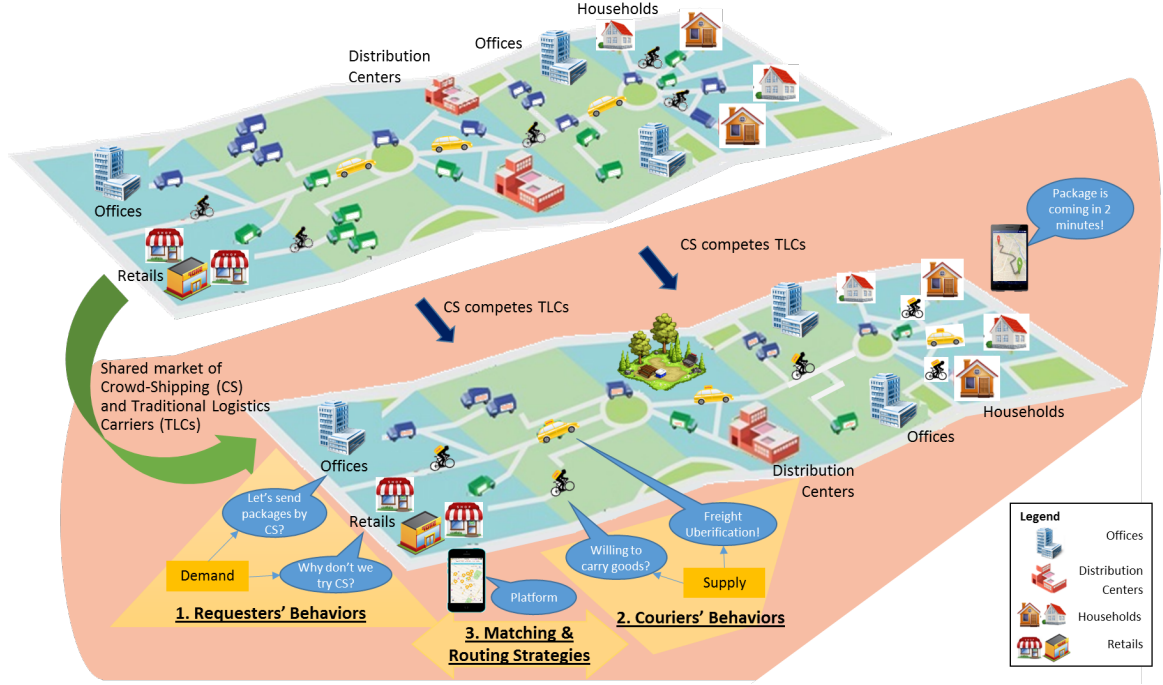 Households
Offices
Distribution
Centers
Offices
Retails
Package is
coming in 2
minutes!
CS competes TLCs
CS competes TLCs
Shared market of
Crowd-Shipping (CS)
and Traditional Logistics
Carriers (TLCs)
Households
Offices
Distribution
Centers
Offices
Retails
Let's send
packages by
CS?
Why don't we
try CS?
Demand
1. Requesters' Behaviors
Platform
3. Matching &
Routing Strategies
Freight
Uberification!
Willing to
carry goods?
Supply
2. Couriers' Behaviors
Legend
Offices
Distribution
Centers
Households
Retails